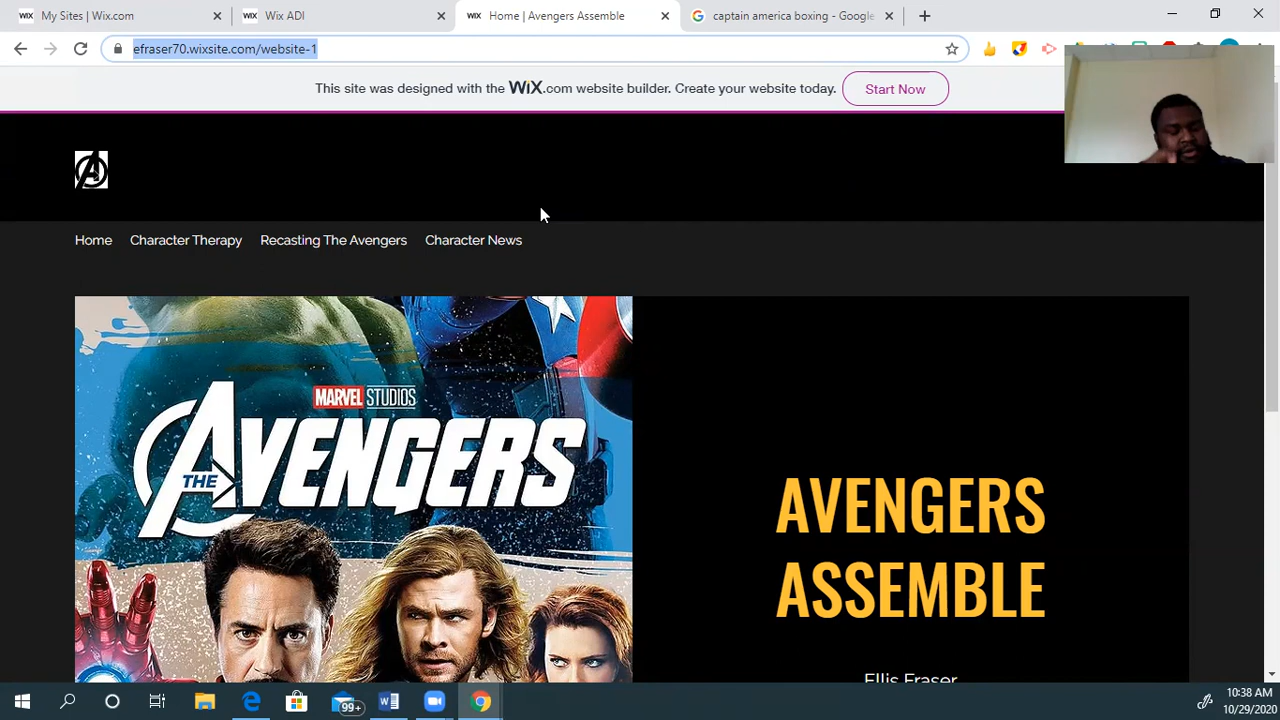 My Sites | Wix.com
Wix ADI
Home | Avengers Assemble
captain america boxing - Google
efraser70.wixsite.com/website-1
This site was designed with the WiX.com website builder. Create your website today.
Start Now
Home
Character Therapy
Recasting The Avengers
Character News
MARVEL STUDIOS
THE AVENGERS
AVENGERS
ASSEMBLE
Ellis Fraser
99+
10:38 AM
10/29/2020